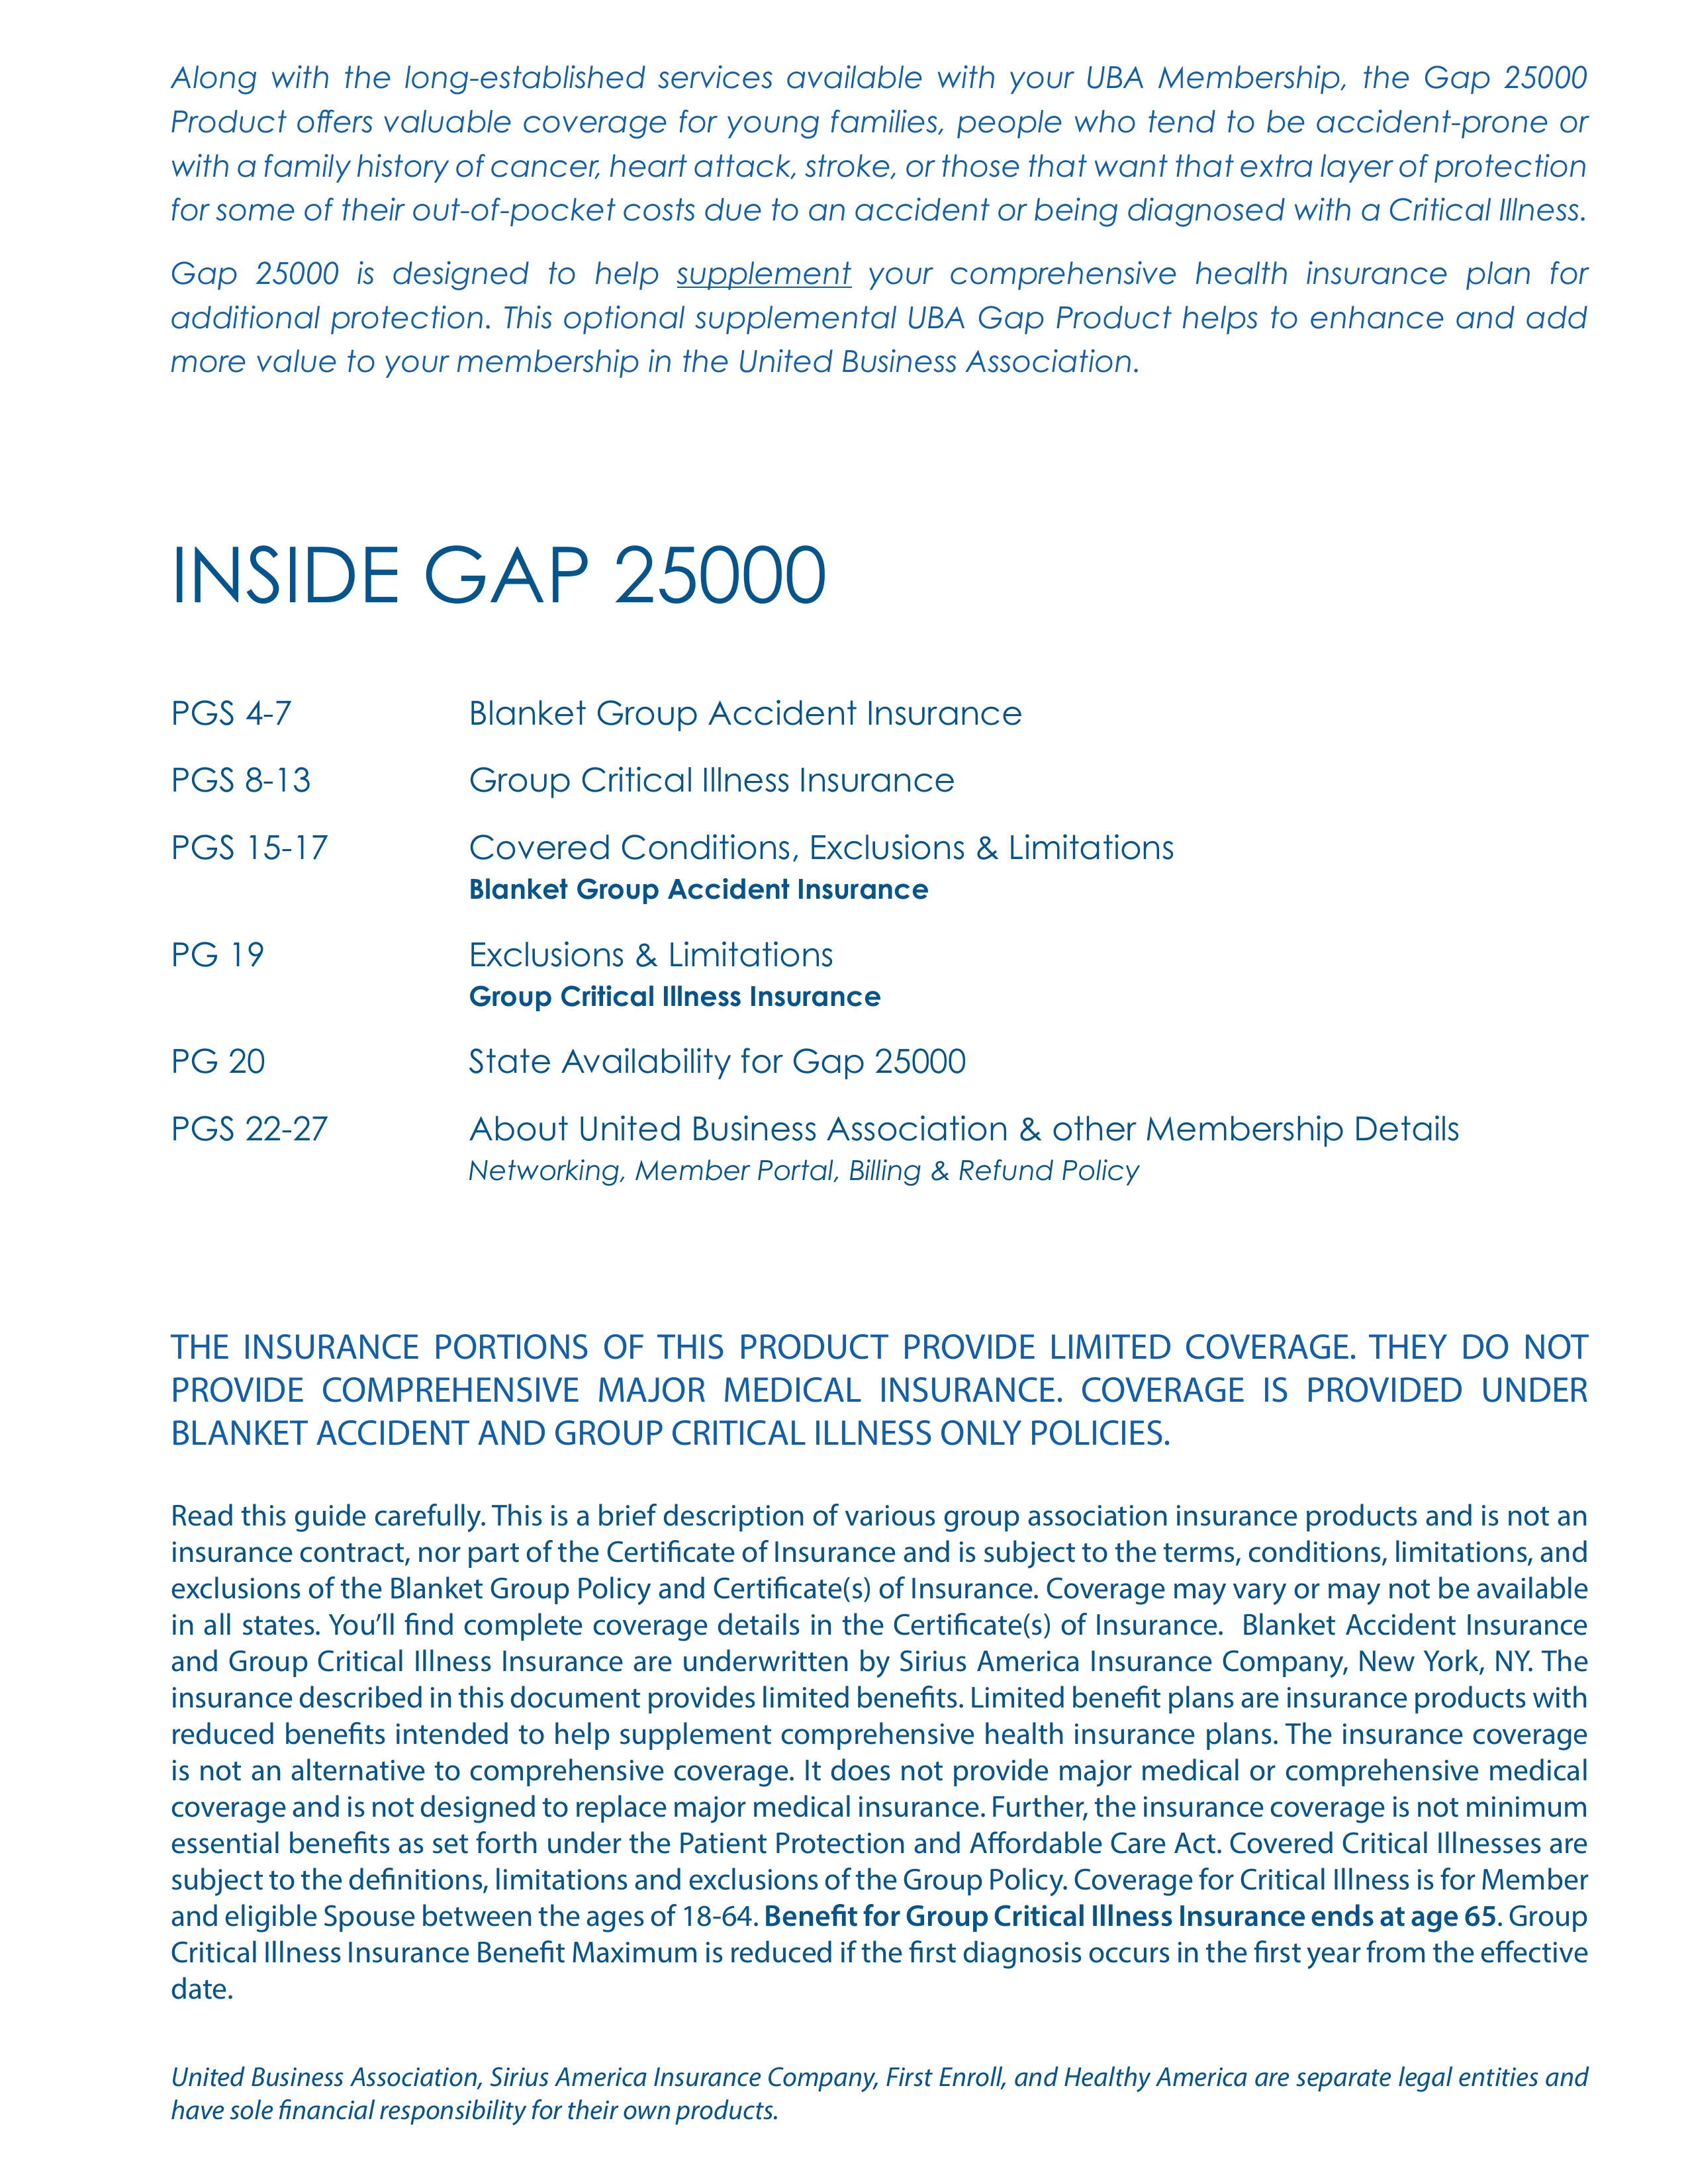 Along with the long-established services available with your UBA Membership, the Gap 25000
Product offers valuable coverage for young families, people who tend to be accident-prone or
with a family history of cancer, heart attack, stroke, or those that want that extra layer of protection
for some of their out-of-pocket costs due to an accident or being diagnosed with a Critical Illness.
Gap 25000 is designed to help supplement your comprehensive health insurance plan for
additional protection. This optional supplemental UBA Gap Product helps to enhance and add
more value to your membership in the United Business Association.
INSIDE GAP 25000
PGS 4-7 Blanket Group Accident Insurance
PGS 8-13 Group Critical Illness Insurance
PGS 15-17 Covered Conditions, Exclusions & Limitations
Blanket Group Accident Insurance
PG 19 Exclusions & Limitations
Group Critical Illness Insurance
PG 20 State Availability for Gap 25000
PGS 22-27 About United Business Association & other Membership Details
Networking, Member Portal, Billing & Refund Policy
THE INSURANCE PORTIONS OF THIS PRODUCT PROVIDE LIMITED COVERAGE. THEY DO NOT
PROVIDE COMPREHENSIVE MAJOR MEDICAL INSURANCE. COVERAGE IS PROVIDED UNDER
BLANKET ACCIDENT AND GROUP CRITICAL ILLNESS ONLY POLICIES.
Read this guide carefully. This is a brief description of various group association insurance products and is not an
insurance contract, nor part of the Certificate of Insurance and is subject to the terms, conditions, limitations, and
exclusions of the Blanket Group Policy and Certificate(s) of Insurance. Coverage may vary or may not be available
in all states. You'll find complete coverage details in the Certificate(s) of Insurance. Blanket Accident Insurance
and Group Critical Illness Insurance are underwritten by Sirius America Insurance Company, New York, NY. The
insurance described in this document provides limited benefits. Limited benefit plans are insurance products with
reduced benefits intended to help supplement comprehensive health insurance plans. The insurance coverage
is not an alternative to comprehensive coverage. It does not provide major medical or comprehensive medical
coverage and is not designed to replace major medical insurance. Further, the insurance coverage is not minimum
essential benefits as set forth under the Patient Protection and Affordable Care Act. Covered Critical Illnesses are
subject to the definitions, limitations and exclusions of the Group Policy. Coverage for Critical Illness is for Member
and eligible Spouse between the ages of 18-64. Benefit for Group Critical Illness Insurance ends at age 65. Group
Critical Illness Insurance Benefit Maximum is reduced if the first diagnosis occurs in the first year from the effective
date.
United Business Association, Sirius America Insurance Company, First Enroll, and Healthy America are separate legal entities and
have sole financial responsibility for their own products.